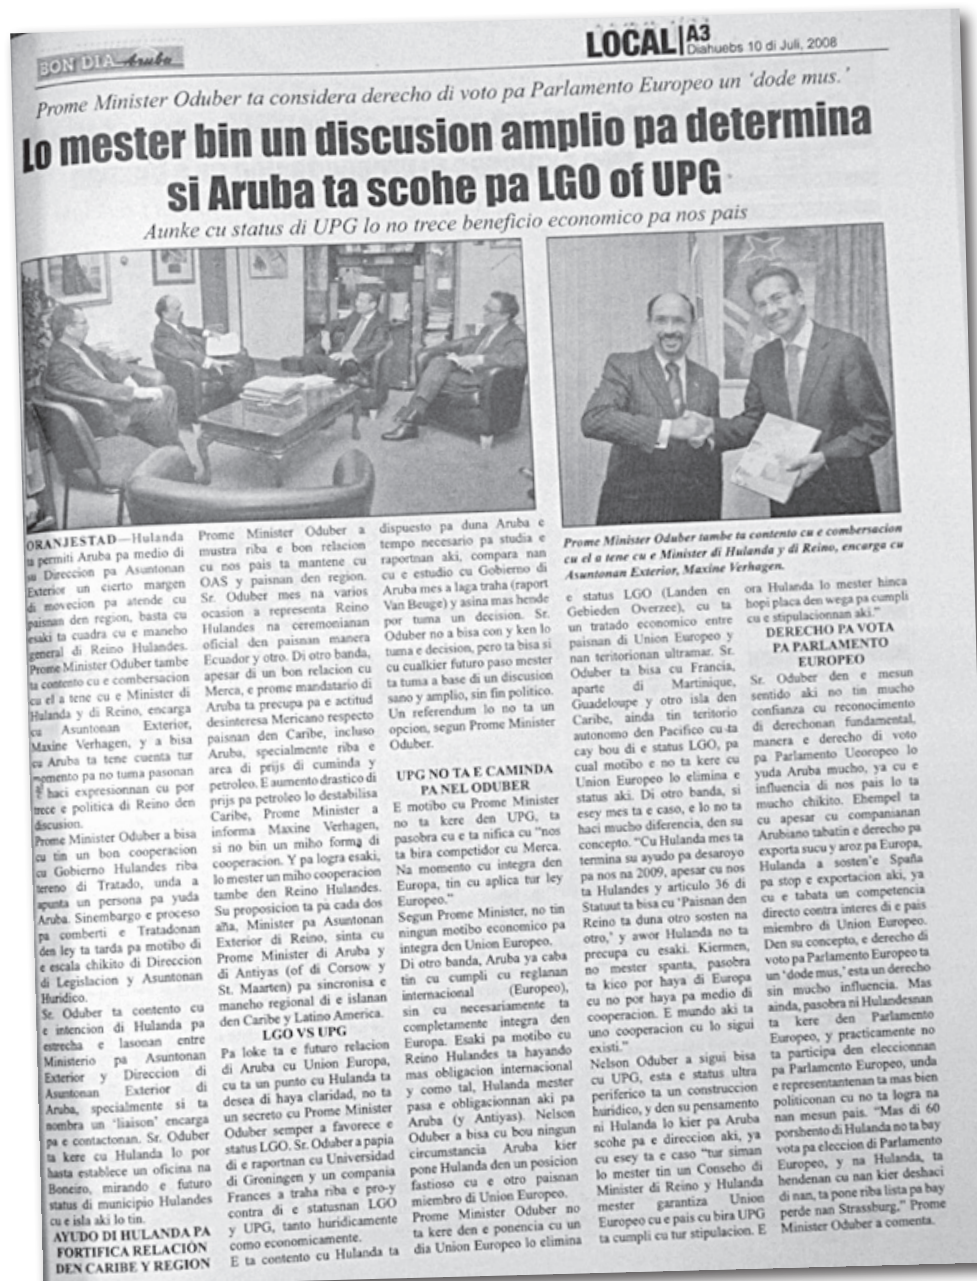 BON DIA Aruba
LOCAL|A3
Diahuebs 10 di Juli, 2008
Prome Minister Oduber ta considera derecho di voto pa Parlamento Europeo un 'dode mus.'
Lo mester bin un discusion amplio pa determina
si Aruba ta scohe pa LGO of UPG
Aunke cu status di UPG lo no trece beneficio economico pa nos pais
ORANJESTAD—Hulanda
ta permiti Aruba pa medio di
su Direccion pa Asuntonan
Exterior un cierto margen
di movecion pa atende cu
paisnan den region, basta cu
esaki ta cuadra cu e mancho
general di Reino Hulandes.
Prome Minister Oduber tambe
ta contento cu e combersacion
cu el a tene cu e Minister di
Hulanda y di Reino, encarga
cu Asuntonan Exterior,
Maxine Verhagen, y a bisa
cu Aruba ta tene cuenta tur
momento pa no tuma pasonan
haci expresionnan cu por
trece e politica di Reino den
discusion.
Prome Minister Oduber a bisa
cu tin un bon cooperacion
cu Gobierno Hulandes riba
tereno di Tratado, unda a
apunta un persona pa yuda
Aruba. Sinembargo e proceso
pa comberti e Tratadonan
den ley ta tarda pa motibo di
e escala chikito di Direccion
di Legislacion y Asuntonan
Huridico.
Sr. Oduber ta contento cu
e intencion di Hulanda pa
estrecha e lasonan entre
Ministerio pa Asuntonan
Exterior y Direccion di
Asuntonan Exterior di
Aruba, specialmente si ta
nombra un 'liaison' encarga
pa e contactonan. Sr. Oduber
ta kere cu Hulanda lo por
hasta establece un oficina na
Boneiro, mirando e futuro
status di municipio Hulandes
cu e isla aki lo tin.
AYUDO DI HULANDA PA
FORTIFICA RELACIÓN
DEN CARIBE Y REGION
Prome Minister Oduber a
mustra riba e bon relacion
cu nos pais ta mantene cu
OAS y paisnan den region.
Sr. Oduber mes na varios
ocasion a representa Reino
Hulandes na ceremonianan
oficial den paisnan manera
Ecuador y otro. Di otro banda,
apesar di un bon relacion cu
Merca, e prome mandatario di
Aruba ta precupa pa e actitud
desinteresa Mericano respecto
paisnan den Caribe, incluso
Aruba, specialmente riba e
area di prijs di cuminda y
petroleo. E aumento drastico di
prijs pa petroleo lo destabilisa
Caribe, Prome Minister a
informa Maxine Verhagen,
si no bin un miho forma di
cooperacion. Y pa logra esaki,
lo mester un miho cooperacion
tambe den Reino Hulandes.
Su proposicion ta pa cada dos
aña, Minister pa Asuntonan
Exterior di Reino, sinta cu
Prome Minister di Aruba y
di Antiyas (of di Corsow y
St. Maarten) pa sincronisa e
mancho regional di e islanan
den Caribe y Latino America.
LGO VS UPG
Pa loke ta e futuro relacion
di Aruba cu Union Europa,
cu ta un punto cu Hulanda ta
desea di haya claridad, no ta
un secreto cu Prome Minister
Oduber semper a favorece e
status LGO. Sr. Oduber a papia
di e raportnan cu Universidad
di Groningen y un compania
Frances a traha riba e pro-y
contra di e statusnan LGO
y UPG, tanto huridicamente
como economicamente.
E ta contento cu Hulanda ta
dispuesto pa duna Aruba e
tempo necesario pa studia e
raportnan aki, compara nan
cu e estudio cu Gobierno di
Aruba mes a laga traha (raport
Van Beuge) y asina mas hende
por tuma un decision. Sr.
Oduber no a bisa con y ken lo
tuma e decision, pero ta bisa si
cu cualkier futuro paso mester
ta tuma a base di un discusion
sano y amplio, sin fin politico.
Un referendum lo no ta un
opcion, segun Prome Minister
Oduber.
UPG NO TA E CAMINDA
PA NEL ODUBER
E motibo cu Prome Minister
no ta kere den UPG, ta
pasobra cu e ta nifica cu "nos
ta bira competidor cu Merca.
Na momento cu integra den
Europa, tin cu aplica tur ley
Europeo."
Segun Prome Minister, no tin
ningun motibo economico pa
integra den Union Europeo.
Di otro banda, Aruba ya caba
tin cu cumpli cu reglanan
internacional (Europeo),
sin cu necesariamente ta
completamente integra den
Europa. Esaki pa motibo cu
Reino Hulandes ta hayando
mas obligacion internacional
y como tal, Hulanda mester
pasa e obligacionnan aki pa
Aruba (y Antiyas). Nelson
Oduber a bisa cu bou ningun
circumstancia Aruba kier
pone Hulanda den un posicion
fastioso cu e otro paisnan
miembro di Union Europeo.
Prome Minister Oduber no
ta kere den e ponencia cu un
dia Union Europeo lo elimina
Prome Minister Oduber tambe ta contento cu e combersacion
cu el a tene cu e Minister di Hulanda y di Reino, encarga cu
Asuntonan Exterior, Maxine Verhagen.
e status LGO (Landen en
Gebieden Overzee), cu ta
un tratado economico entre
paisnan di Union Europeo y
nan teritorionan ultramar. Sr.
Oduber ta bisa cu Francia,
aparte di Martinique,
Guadeloupe y otro isla den
Caribe, ainda tin teritorio
autonomo den Pacifico cu ta
cay bou di e status LGO, pa
cual motibo e no ta kere cu
Union Europeo lo elimina e
status aki. Di otro banda, si
esey mes ta e caso, e lo no ta
haci mucho diferencia, den su
concepto. "Cu Hulanda mes ta
termina su ayudo pa desaroyo
pa nos na 2009, apesar cu nos
ta Hulandes y articulo 36 di
Statuut ta bisa cu 'Paisnan den
Reino ta duna otro sosten na
otro,' y awor Hulanda no ta
precupa cu esaki. Kiermen,
no mester spanta, pasobra
ta kico por haya di Europa
cu no por haya pa medio di
cooperacion. E mundo aki ta
uno cooperacion cu lo sigui
existi."
Nelson Oduber a sigui bisa
cu UPG, esta e status ultra
periferico ta un construccion
huridico, y den su pensamento
ni Hulanda lo kier pa Aruba
scohe pa e direccion aki, ya
cu esey ta e caso "tur siman
lo mester tin un Conseho di
Minister di Reino y Hulanda
mester garantiza Union
Europeo cu e pais cu bira UPG
ta cumpli cu tur stipulacion. E
ora Hulanda lo mester hinca
hopi placa den wega pa cumpli
cu e stipulacionnan aki."
DERECHO PA VOTA
PA PARLAMENTO
EUROPEO
Sr. Oduber den e mesun
sentido aki no tin mucho
confianza cu reconocimento
di derechonan fundamental,
manera e derecho di voto
pa Parlamento Ueoropeo lo
yuda Aruba mucho, ya cu e
influencia di nos pais lo ta
mucho chikito. Ehempel ta
cu apesar cu companianan
Arubiano tabatin e derecho pa
exporta sucu y aroz pa Europa,
Hulanda a sosten'e Spaña
pa stop e exportacion aki, ya
cu e tabata un competencia
directo contra interes di e pais
miembro di Union Europeo.
Den su concepto, e derecho di
voto pa Parlamento Europeo ta
un 'dode mus,' esta un derecho
sin mucho influencia. Mas
ainda, pasobra ni Hulandesnan
ta kere den Parlamento
Europeo, y practicamente no
ta participa den eleccionnan
pa Parlamento Europeo, unda
e representantenan ta mas bien
politiconan cu no ta logra na
nan mesun pais. "Mas di 60
porshento di Hulanda no ta bay
vota pa eleccion di Parlamento
Europeo, y na Hulanda, ta
hendenan cu nan kier deshaci
di nan, ta pone riba lista pa bay
perde nan Strassburg," Prome
Minister Oduber a comenta.